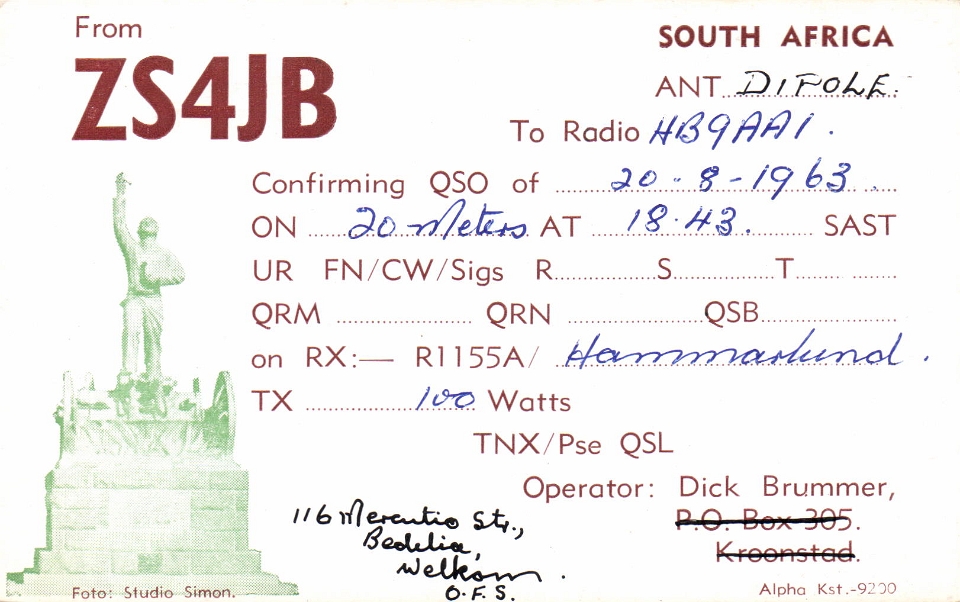 From
ZS4JB
SOUTH AFRICA
ANT DIPOLE.
To Radio HB9AAI.
Confirming QSO of 20-8-1963.
ON 20 Meters AT 18.43. SAST
UR FN/CW/Sigs R S T
QRM QRN QSB
on RX:— R1155A/ Hammarlund.
TX 100 Watts
TNX/Pse QSL
Operator: Dick Brummer,
P.O. Box 305.
Kroonstad.
116 Mercutio Str.,
Bedelia,
Welkom.
O.F.S.
Foto: Studio Simon.
Alpha Kst.-9200